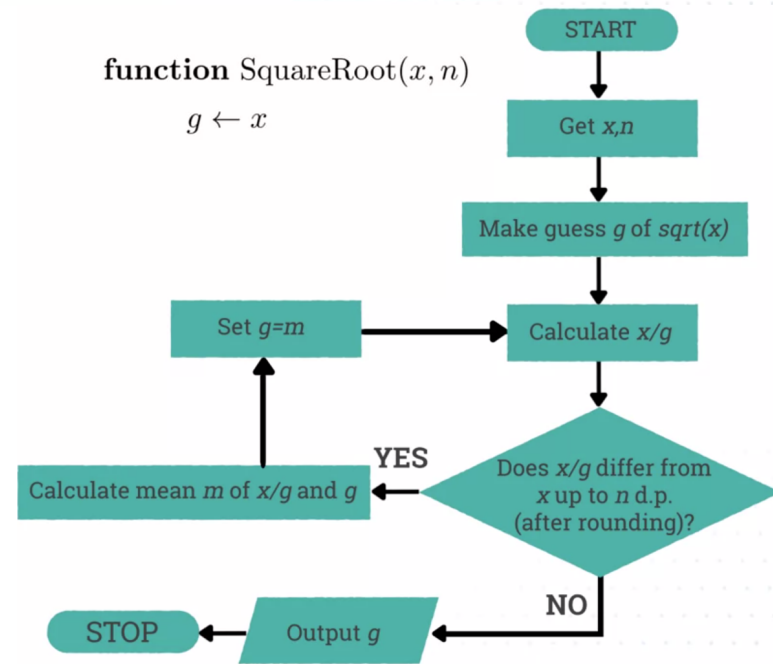 START
function SquareRoot(x, n)
g ← x
Get x,n
Make guess g of sqrt(x)
Set g=m
Calculate x/g
YES
Does x/g differ from
x up to n d.p.
(after rounding)?
Calculate mean m of x/g and g
NO
Output g
STOP